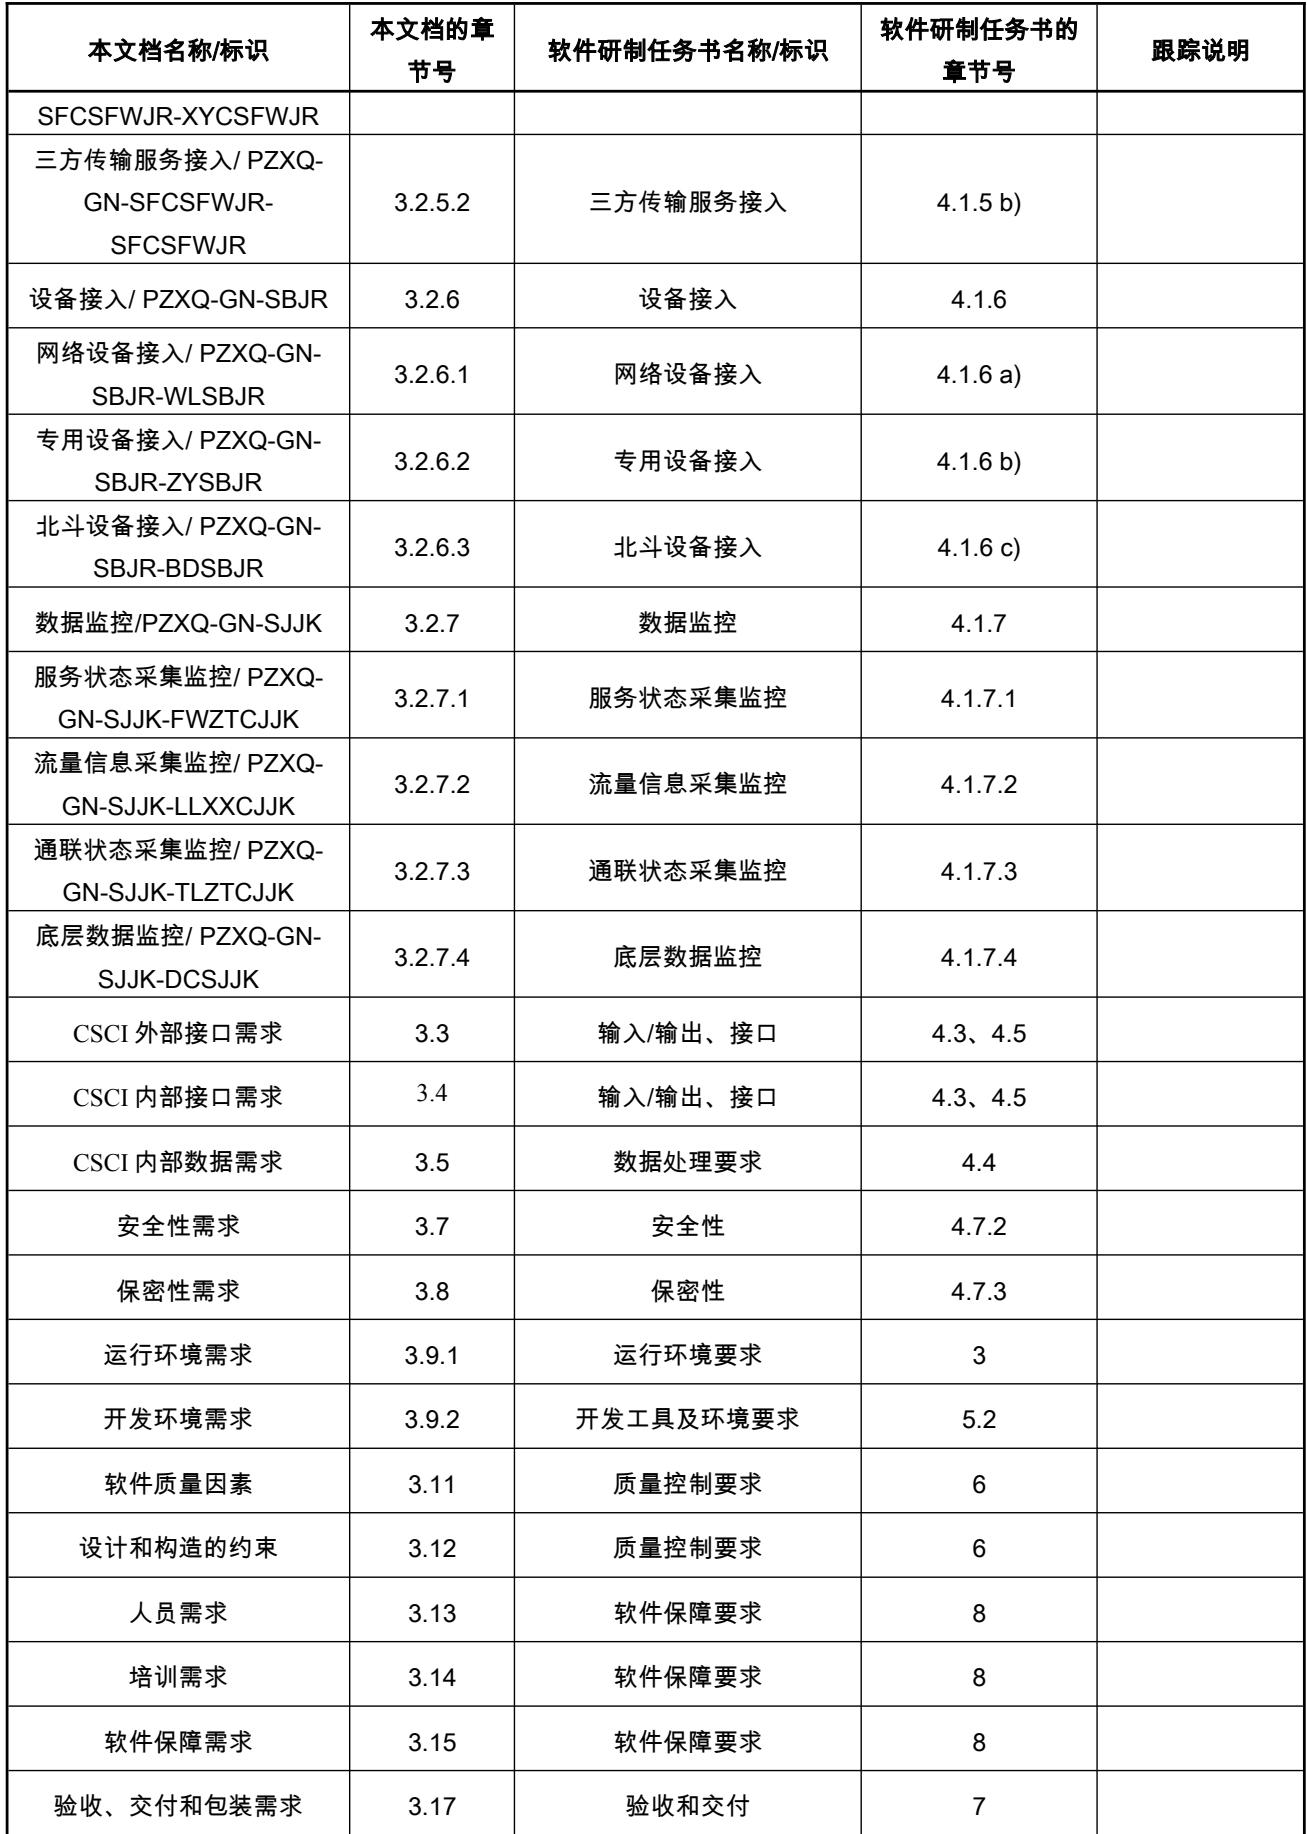 本文档名称/标识
本文档的章
节号
软件研制任务书名称/标识
软件研制任务书的
章节号
跟踪说明
SFCSFWJR-XYCSFWJR
三方传输服务接入/ PZXQ-
GN-SFCSFWJR-
SFCSFWJR
3.2.5.2
三方传输服务接入
4.1.5 b)
设备接入/ PZXQ-GN-SBJR
3.2.6
设备接入
4.1.6
网络设备接入/ PZXQ-GN-
SBJR-WLSBJR
3.2.6.1
网络设备接入
4.1.6 a)
专用设备接入/ PZXQ-GN-
SBJR-ZYSBJR
3.2.6.2
专用设备接入
4.1.6 b)
北斗设备接入/ PZXQ-GN-
SBJR-BDSBJR
3.2.6.3
北斗设备接入
4.1.6 c)
数据监控/PZXQ-GN-SJJK
3.2.7
数据监控
4.1.7
服务状态采集监控/ PZXQ-
GN-SJJK-FWZTCJJK
3.2.7.1
服务状态采集监控
4.1.7.1
流量信息采集监控/ PZXQ-
GN-SJJK-LLXXCJJK
3.2.7.2
流量信息采集监控
4.1.7.2
通联状态采集监控/ PZXQ-
GN-SJJK-TLZTCJJK
3.2.7.3
通联状态采集监控
4.1.7.3
底层数据监控/ PZXQ-GN-
SJJK-DCSJJK
3.2.7.4
底层数据监控
4.1.7.4
CSCI 外部接口需求
3.3
输入/输出、接口
4.3、4.5
CSCI 内部接口需求
3.4
输入/输出、接口
4.3、4.5
CSCI 内部数据需求
3.5
数据处理要求
4.4
安全性需求
3.7
安全性
4.7.2
保密性需求
3.8
保密性
4.7.3
运行环境需求
3.9.1
运行环境要求
3
开发环境需求
3.9.2
开发工具及环境要求
5.2
软件质量因素
3.11
质量控制要求
6
设计和构造的约束
3.12
质量控制要求
6
人员需求
3.13
软件保障要求
8
培训需求
3.14
软件保障要求
8
软件保障需求
3.15
软件保障要求
8
验收、交付和包装需求
3.17
验收和交付
7